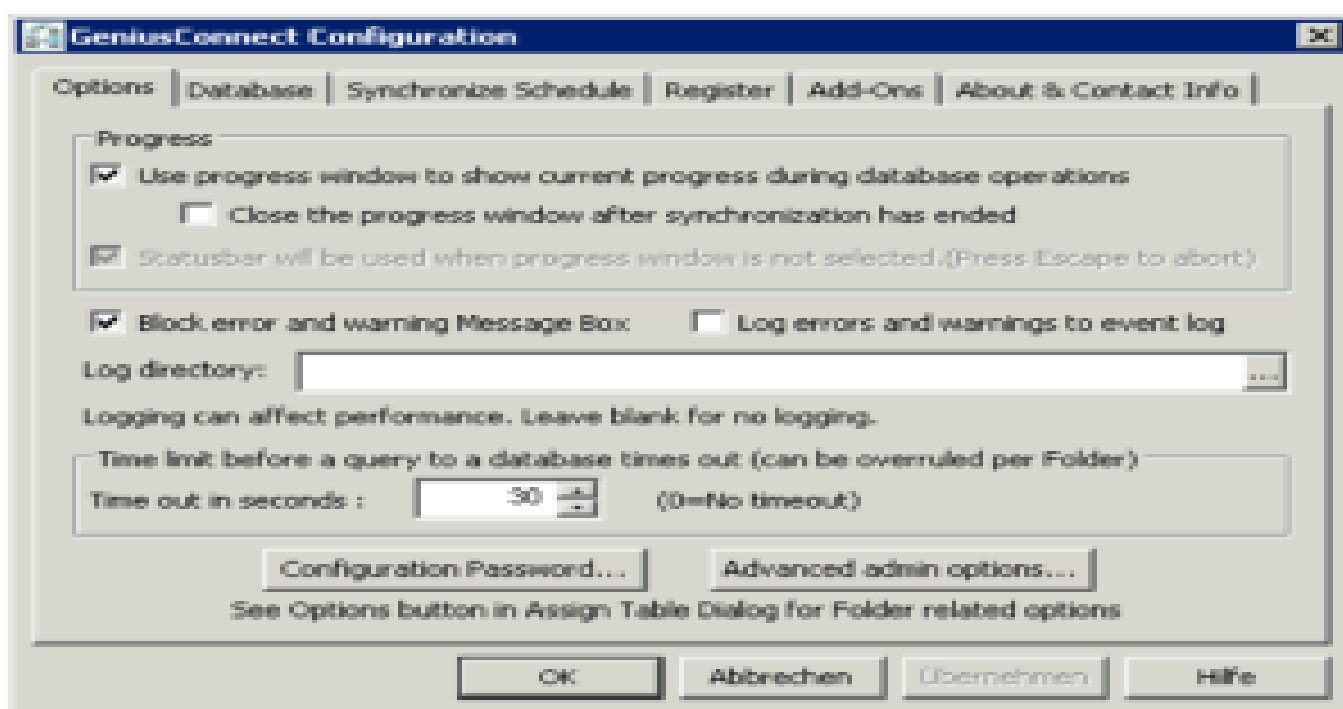 GeniusConnect Configuration
Options Database Synchronize Schedule Register Add-Ons About & Contact Info
Progress
Use progress window to show current progress during database operations
Close the progress window after synchronization has ended
Statusbar will be used when progress window is not selected.(Press Escape to abort)
Block error and warning Message Box Log errors and warnings to event log
Log directory: ...
Logging can affect performance. Leave blank for no logging.
Time limit before a query to a database times out (can be overruled per Folder)
Time out in seconds : 30 (0=No timeout)
Configuration Password... Advanced admin options...
See Options button in Assign Table Dialog for Folder related options
OK Abbrechen Übernehmen Hilfe